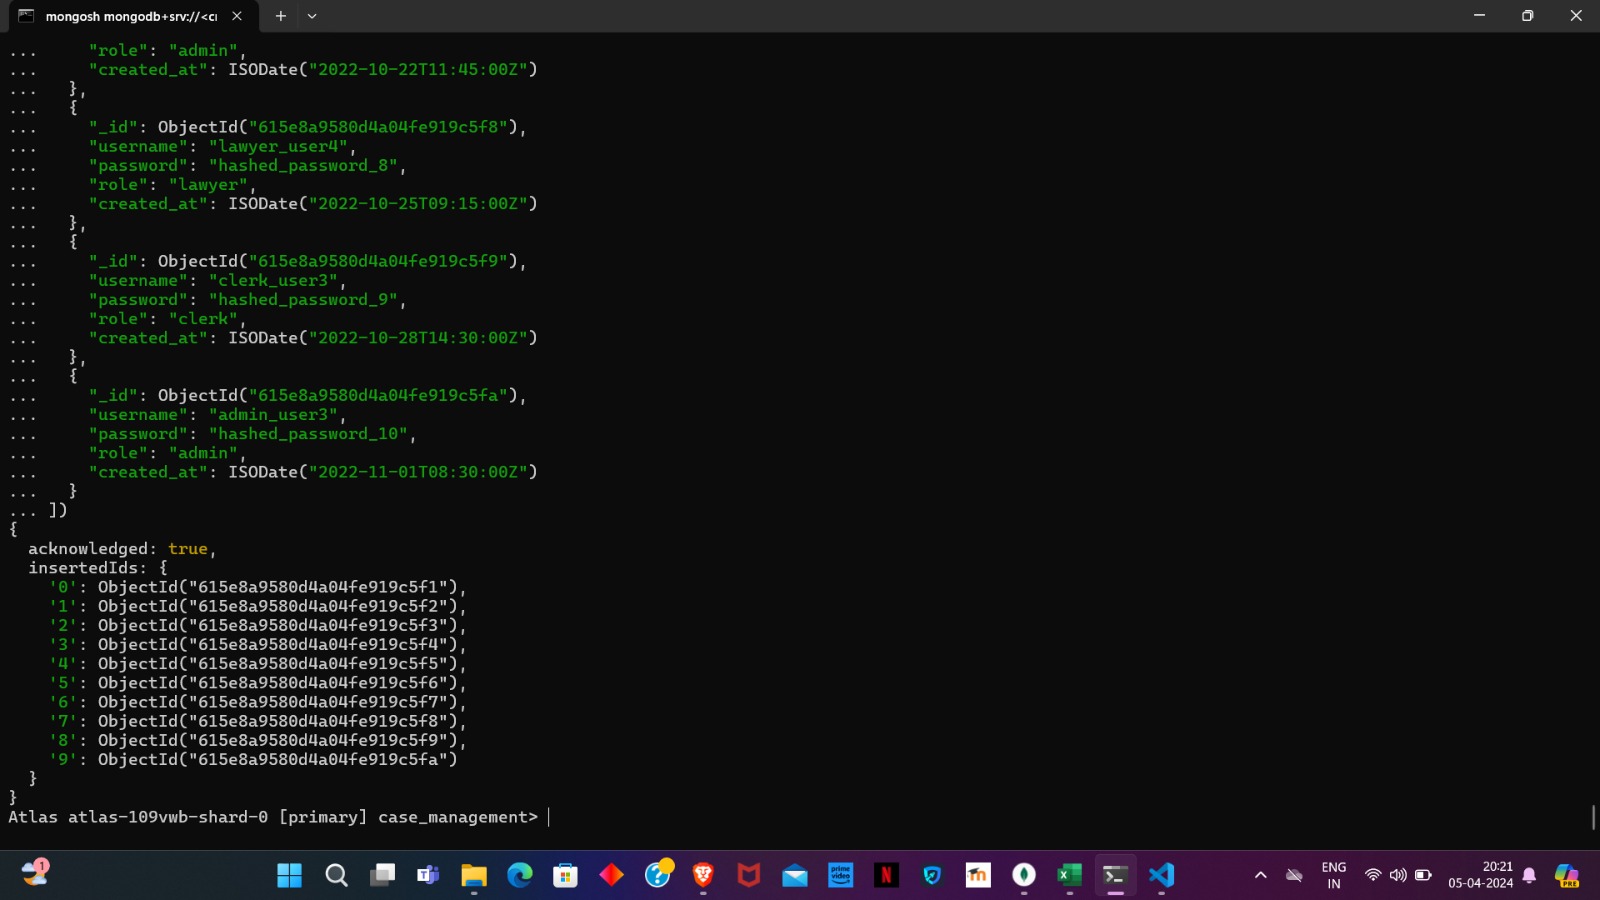 mongosh mongodb+srv://<cr
...     "role": "admin",
...     "created_at": ISODate("2022-10-22T11:45:00Z")
...   },
...   {
...     "_id": ObjectId("615e8a9580d4a04fe919c5f8"),
...     "username": "lawyer_user4",
...     "password": "hashed_password_8",
...     "role": "lawyer",
...     "created_at": ISODate("2022-10-25T09:15:00Z")
...   },
...   {
...     "_id": ObjectId("615e8a9580d4a04fe919c5f9"),
...     "username": "clerk_user3",
...     "password": "hashed_password_9",
...     "role": "clerk",
...     "created_at": ISODate("2022-10-28T14:30:00Z")
...   },
...   {
...     "_id": ObjectId("615e8a9580d4a04fe919c5fa"),
...     "username": "admin_user3",
...     "password": "hashed_password_10",
...     "role": "admin",
...     "created_at": ISODate("2022-11-01T08:30:00Z")
...   }
... ])
{
  acknowledged: true,
  insertedIds: {
    '0': ObjectId("615e8a9580d4a04fe919c5f1"),
    '1': ObjectId("615e8a9580d4a04fe919c5f2"),
    '2': ObjectId("615e8a9580d4a04fe919c5f3"),
    '3': ObjectId("615e8a9580d4a04fe919c5f4"),
    '4': ObjectId("615e8a9580d4a04fe919c5f5"),
    '5': ObjectId("615e8a9580d4a04fe919c5f6"),
    '6': ObjectId("615e8a9580d4a04fe919c5f7"),
    '7': ObjectId("615e8a9580d4a04fe919c5f8"),
    '8': ObjectId("615e8a9580d4a04fe919c5f9"),
    '9': ObjectId("615e8a9580d4a04fe919c5fa")
  }
}
Atlas atlas-109vwb-shard-0 [primary] case_management>
1
prime video
N
m
PRE
ENG
IN
20:21
05-04-2024